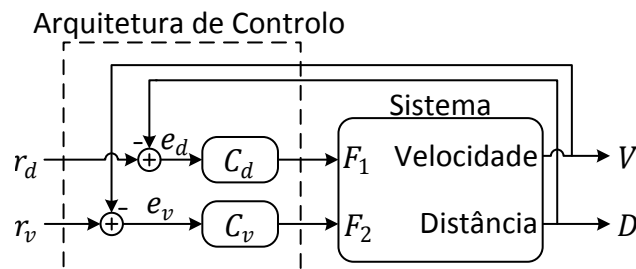 Arquitetura de Controlo
Sistema
- e_d
r_d + C_d F_1 Velocidade V
- e_v
r_v + C_v F_2 Distância D